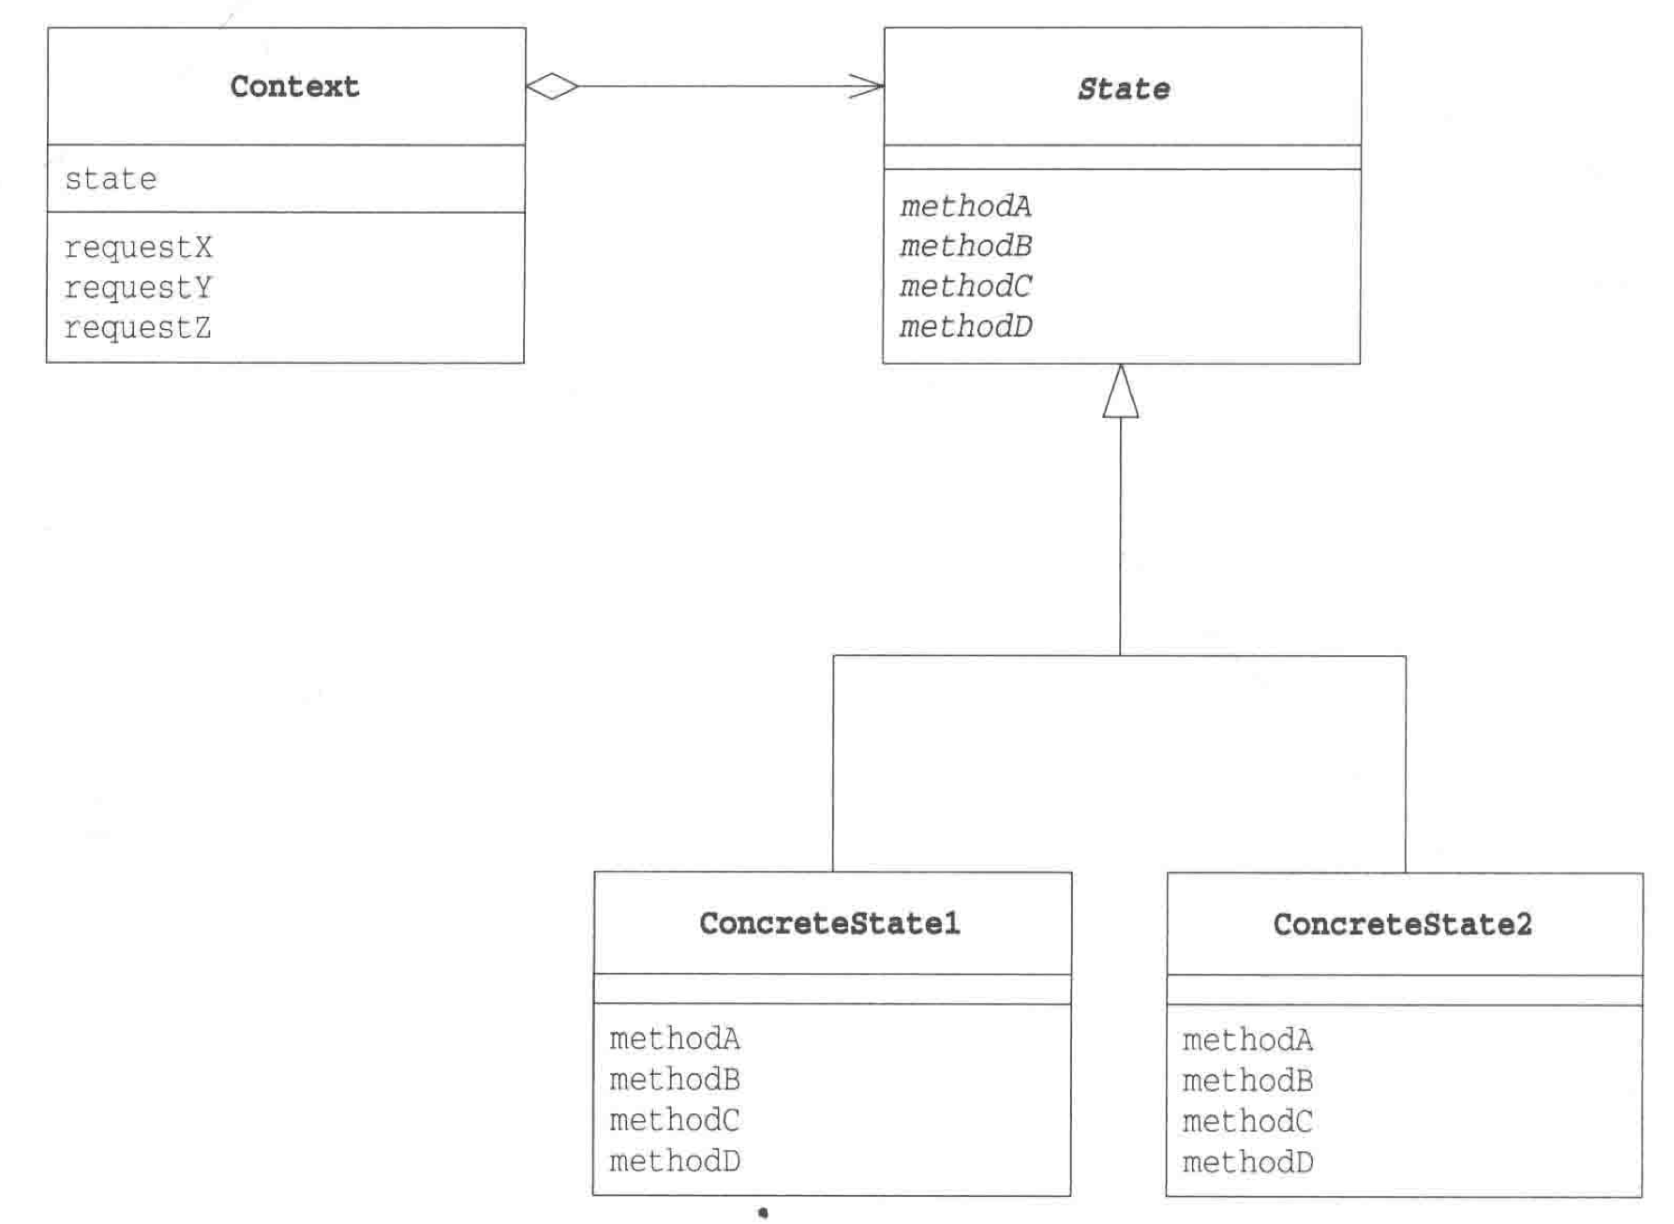 Context
state
requestX
requestY
requestZ
State
methodA
methodB
methodC
methodD
ConcreteState1
methodA
methodB
methodC
methodD
ConcreteState2
methodA
methodB
methodC
methodD